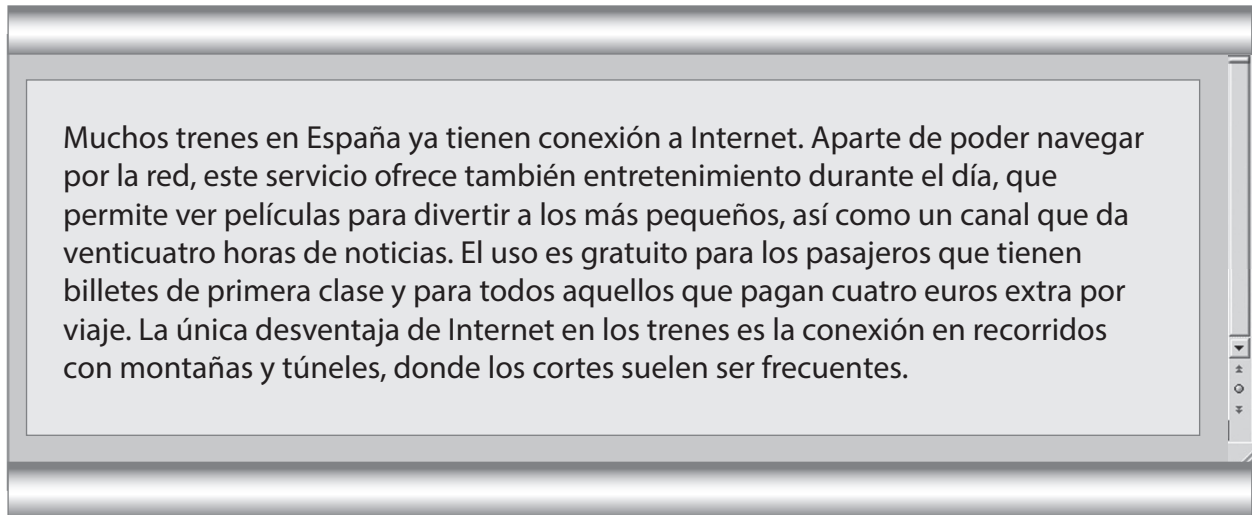 Muchos trenes en España ya tienen conexión a Internet. Aparte de poder navegar
por la red, este servicio ofrece también entretenimiento durante el día, que
permite ver películas para divertir a los más pequeños, así como un canal que da
venticuatro horas de noticias. El uso es gratuito para los pasajeros que tienen
billetes de primera clase y para todos aquellos que pagan cuatro euros extra por
viaje. La única desventaja de Internet en los trenes es la conexión en recorridos
con montañas y túneles, donde los cortes suelen ser frecuentes.